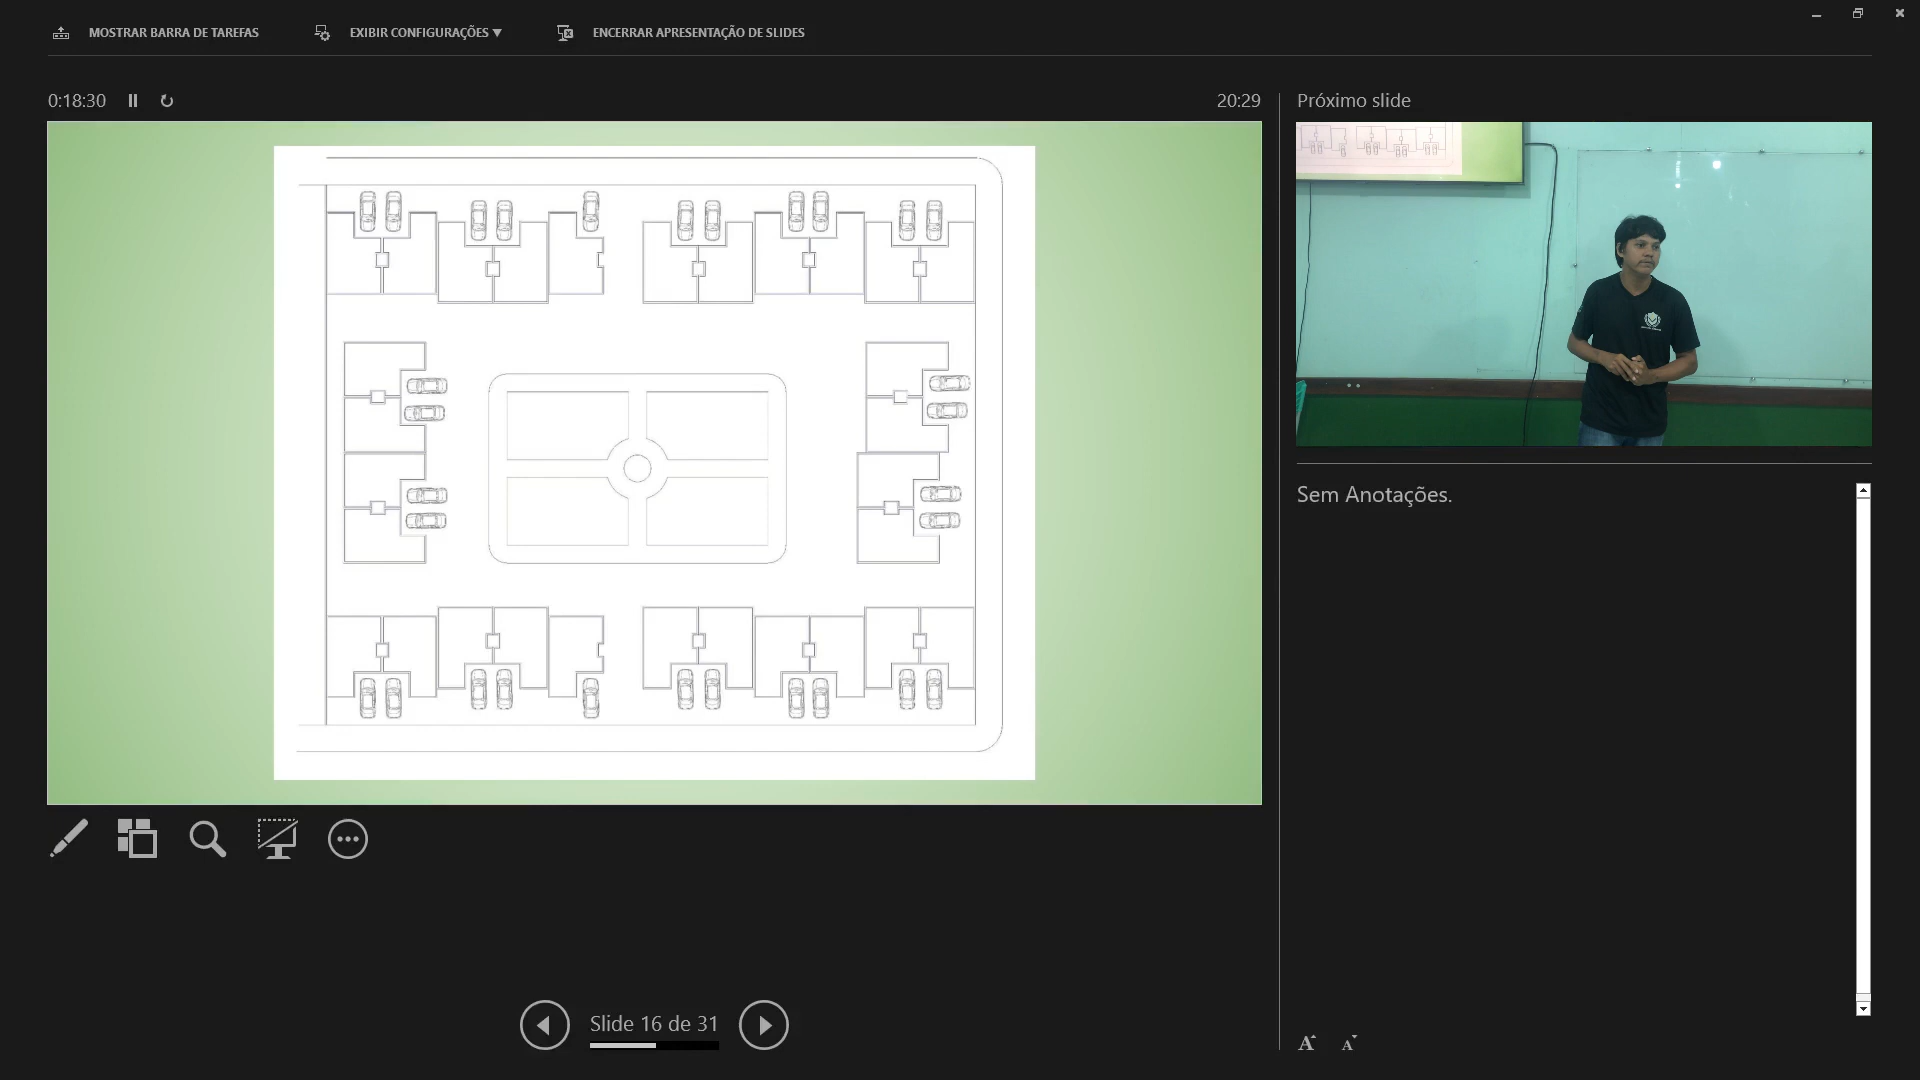 MOSTRAR BARRA DE TAREFAS
EXIBIR CONFIGURAÇÕES ▼
ENCERRAR APRESENTAÇÃO DE SLIDES
0:18:30
20:29
Próximo slide
Sem Anotações.
Slide 16 de 31
A A